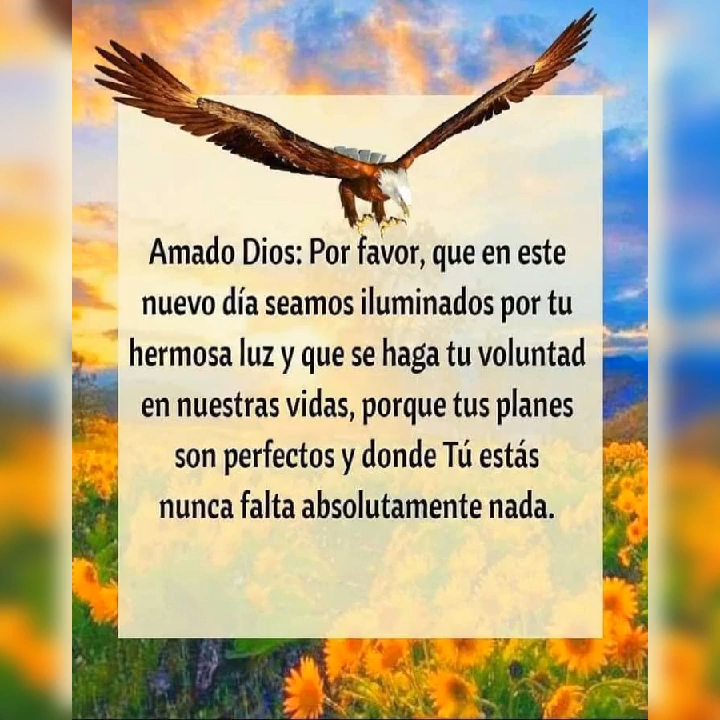 Amado Dios: Por favor, que en este
nuevo día seamos iluminados por tu
hermosa luz y que se haga tu voluntad
en nuestras vidas, porque tus planes
son perfectos y donde Tú estás
nunca falta absolutamente nada.